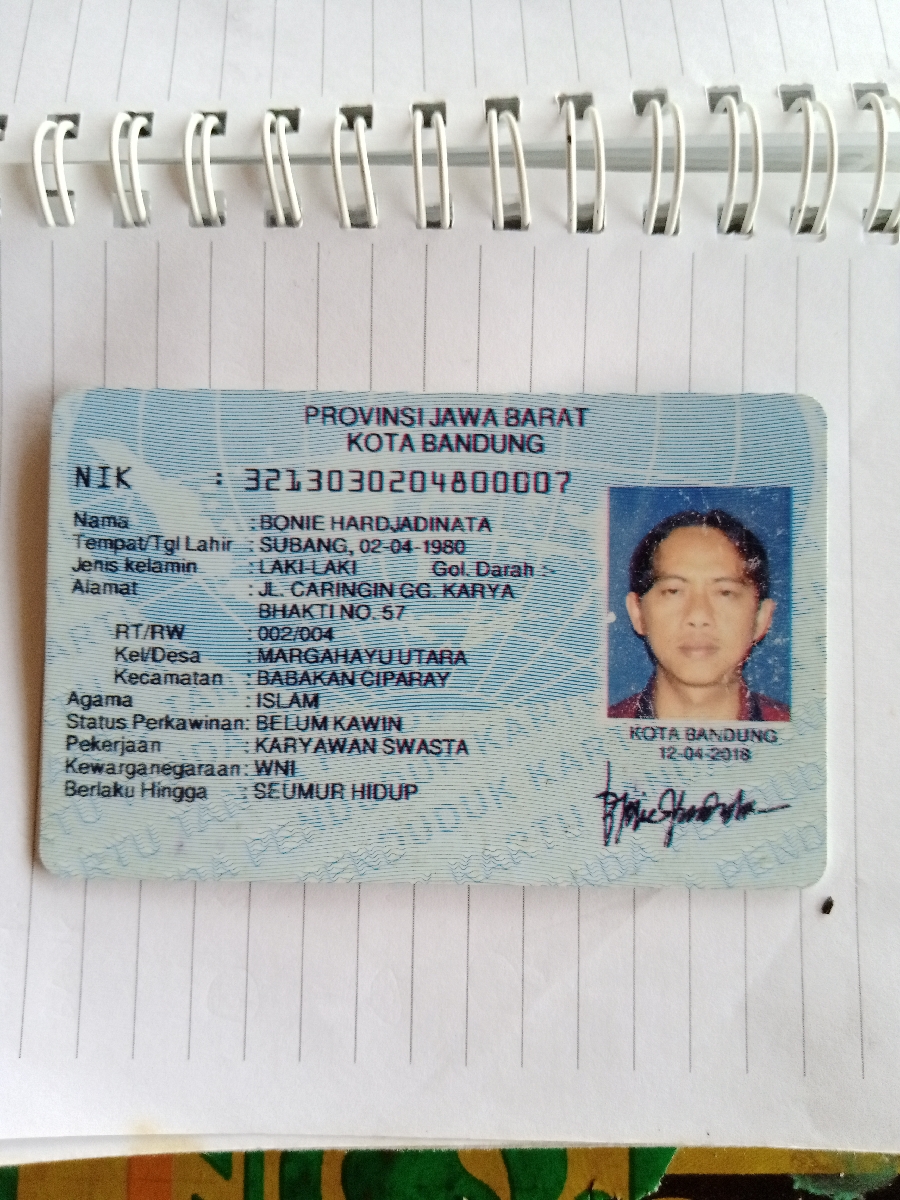 PROVINSI JAWA BARAT
KOTA BANDUNG
NIK : 3213030204800007
Nama : BONIE HARDJADINATA
Tempat/Tgl Lahir : SUBANG, 02-04-1980
Jenis kelamin : LAKI-LAKI Gol. Darah :-
Alamat : JL. CARINGIN GG. KARYA
BHAKTI NO. 57
RT/RW : 002/004
Kel/Desa : MARGAHAYU UTARA
Kecamatan : BABAKAN CIPARAY
Agama : ISLAM
Status Perkawinan: BELUM KAWIN
Pekerjaan : KARYAWAN SWASTA
Kewarganegaraan: WNI
Berlaku Hingga : SEUMUR HIDUP
KOTA BANDUNG
12-04-2018